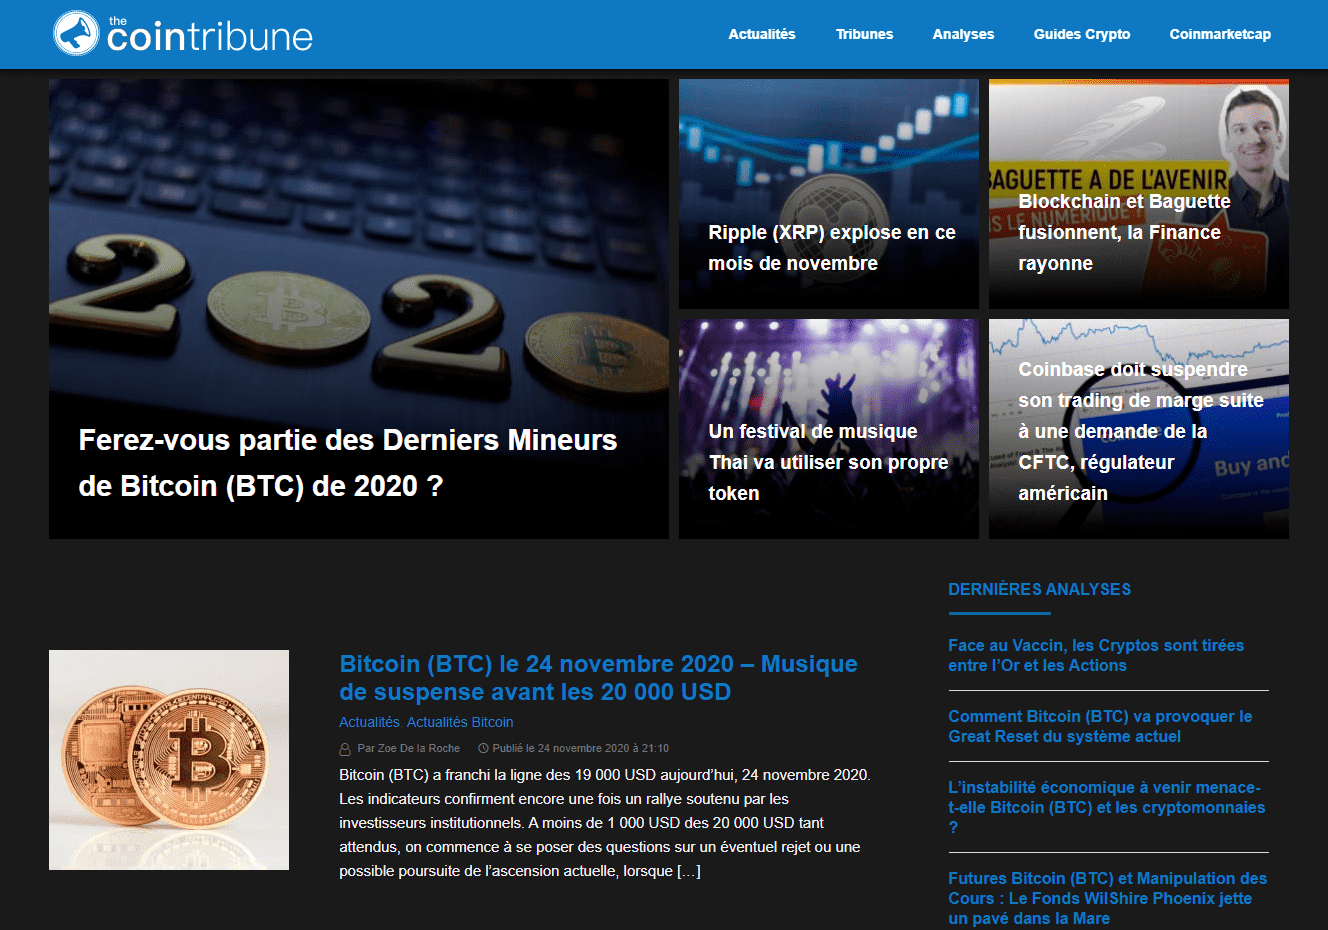 the
cointribune
Actualités
Tribunes
Analyses
Guides Crypto
Coinmarketcap
Ferez-vous partie des Derniers Mineurs
de Bitcoin (BTC) de 2020 ?
Ripple (XRP) explose en ce
mois de novembre
BAGUETTE A DE L'AVENIR
NUMÉRIQUE ?
Blockchain et Baguette
fusionnent, la Finance
rayonne
Un festival de musique
Thai va utiliser son propre
token
Coinbase doit suspendre
son trading de marge suite
à une demande de la
CFTC, régulateur
américain
Buy and
Bitcoin (BTC) le 24 novembre 2020 – Musique
de suspense avant les 20 000 USD
Actualités, Actualités Bitcoin
Par Zoe De la Roche
Publié le 24 novembre 2020 à 21:10
Bitcoin (BTC) a franchi la ligne des 19 000 USD aujourd’hui, 24 novembre 2020.
Les indicateurs confirment encore une fois un rallye soutenu par les
investisseurs institutionnels. A moins de 1 000 USD des 20 000 USD tant
attendus, on commence à se poser des questions sur un éventuel rejet ou une
possible poursuite de l’ascension actuelle, lorsque […]
DERNIÈRES ANALYSES
Face au Vaccin, les Cryptos sont tirées
entre l’Or et les Actions
Comment Bitcoin (BTC) va provoquer le
Great Reset du système actuel
L’instabilité économique à venir menace-
t-elle Bitcoin (BTC) et les cryptomonnaies
?
Futures Bitcoin (BTC) et Manipulation des
Cours : Le Fonds WilShire Phoenix jette
un pavé dans la Mare